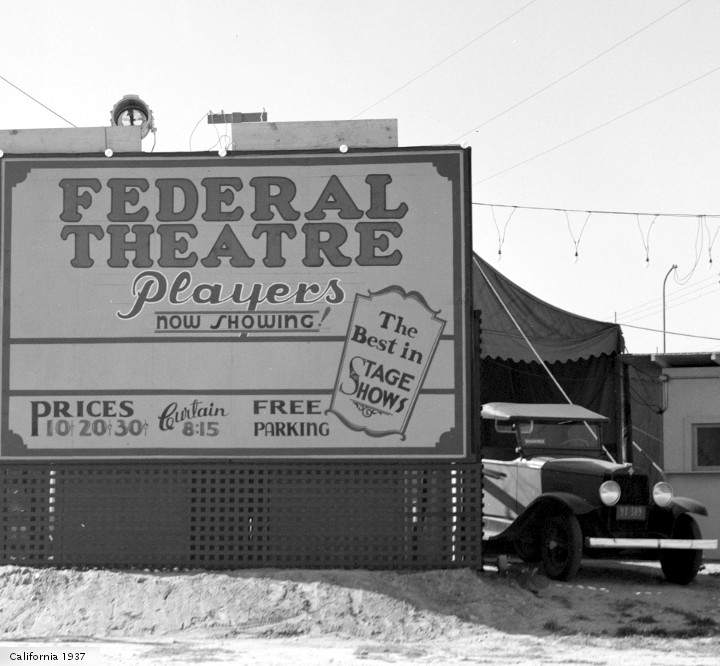 FEDERAL
THEATRE
Players
NOW SHOWING!
The
Best in
STAGE
SHOWS
PRICES
10¢ 20¢ 30¢
Curtain
8:15
FREE
PARKING
California 1937